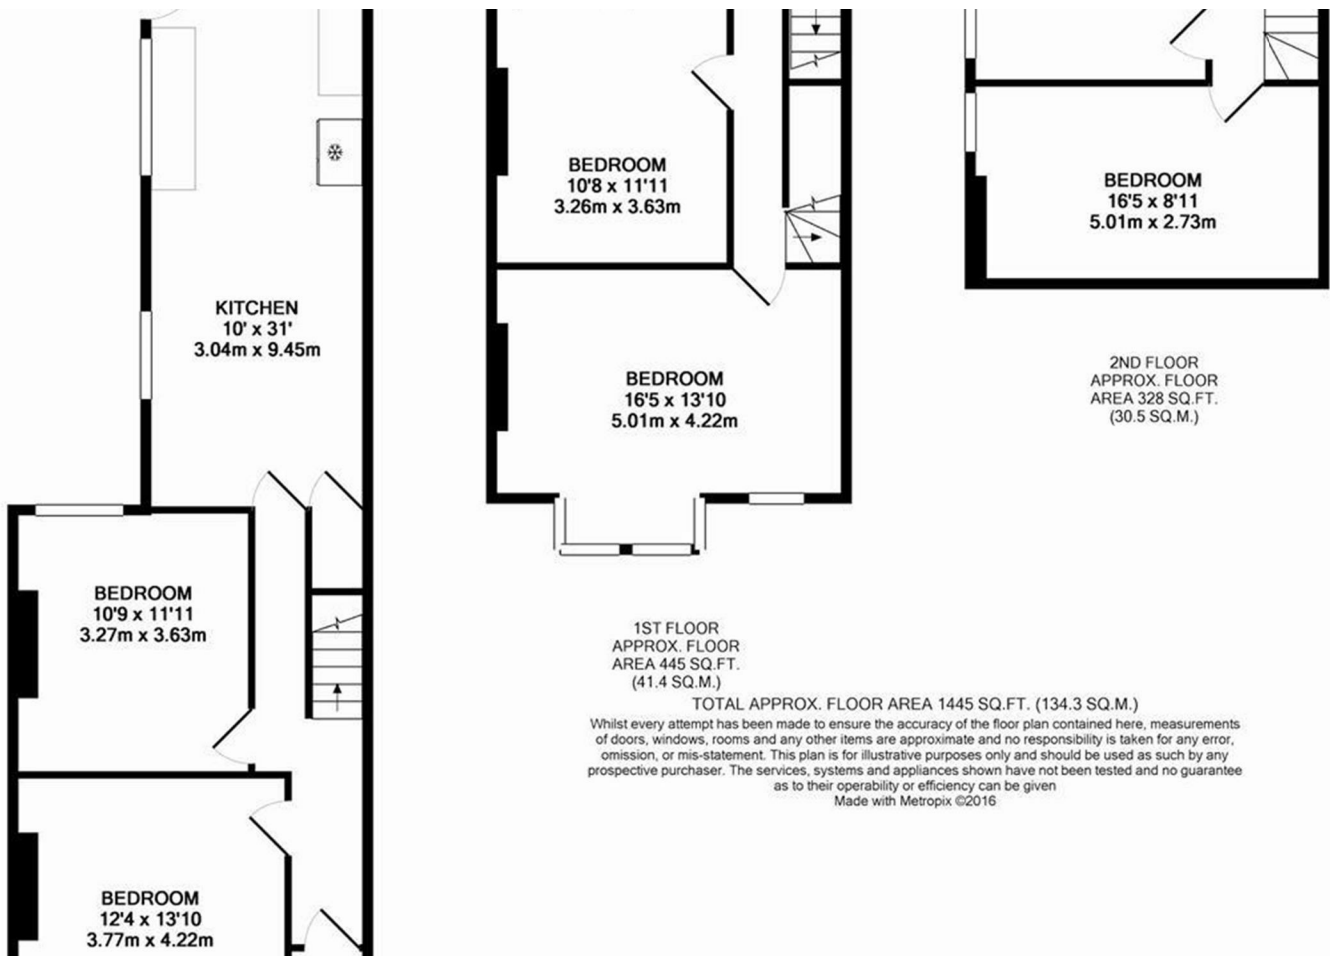 KITCHEN
10' x 31'
3.04m x 9.45m
BEDROOM
10'9 x 11'11
3.27m x 3.63m
BEDROOM
12'4 x 13'10
3.77m x 4.22m
BEDROOM
10'8 x 11'11
3.26m x 3.63m
BEDROOM
16'5 x 13'10
5.01m x 4.22m
1ST FLOOR
APPROX. FLOOR
AREA 445 SQ.FT.
(41.4 SQ.M.)
BEDROOM
16'5 x 8'11
5.01m x 2.73m
2ND FLOOR
APPROX. FLOOR
AREA 328 SQ.FT.
(30.5 SQ.M.)
TOTAL APPROX. FLOOR AREA 1445 SQ.FT. (134.3 SQ.M.)
Whilst every attempt has been made to ensure the accuracy of the floor plan contained here, measurements
of doors, windows, rooms and any other items are approximate and no responsibility is taken for any error,
omission, or mis-statement. This plan is for illustrative purposes only and should be used as such by any
prospective purchaser. The services, systems and appliances shown have not been tested and no guarantee
as to their operability or efficiency can be given
Made with Metropix ©2016